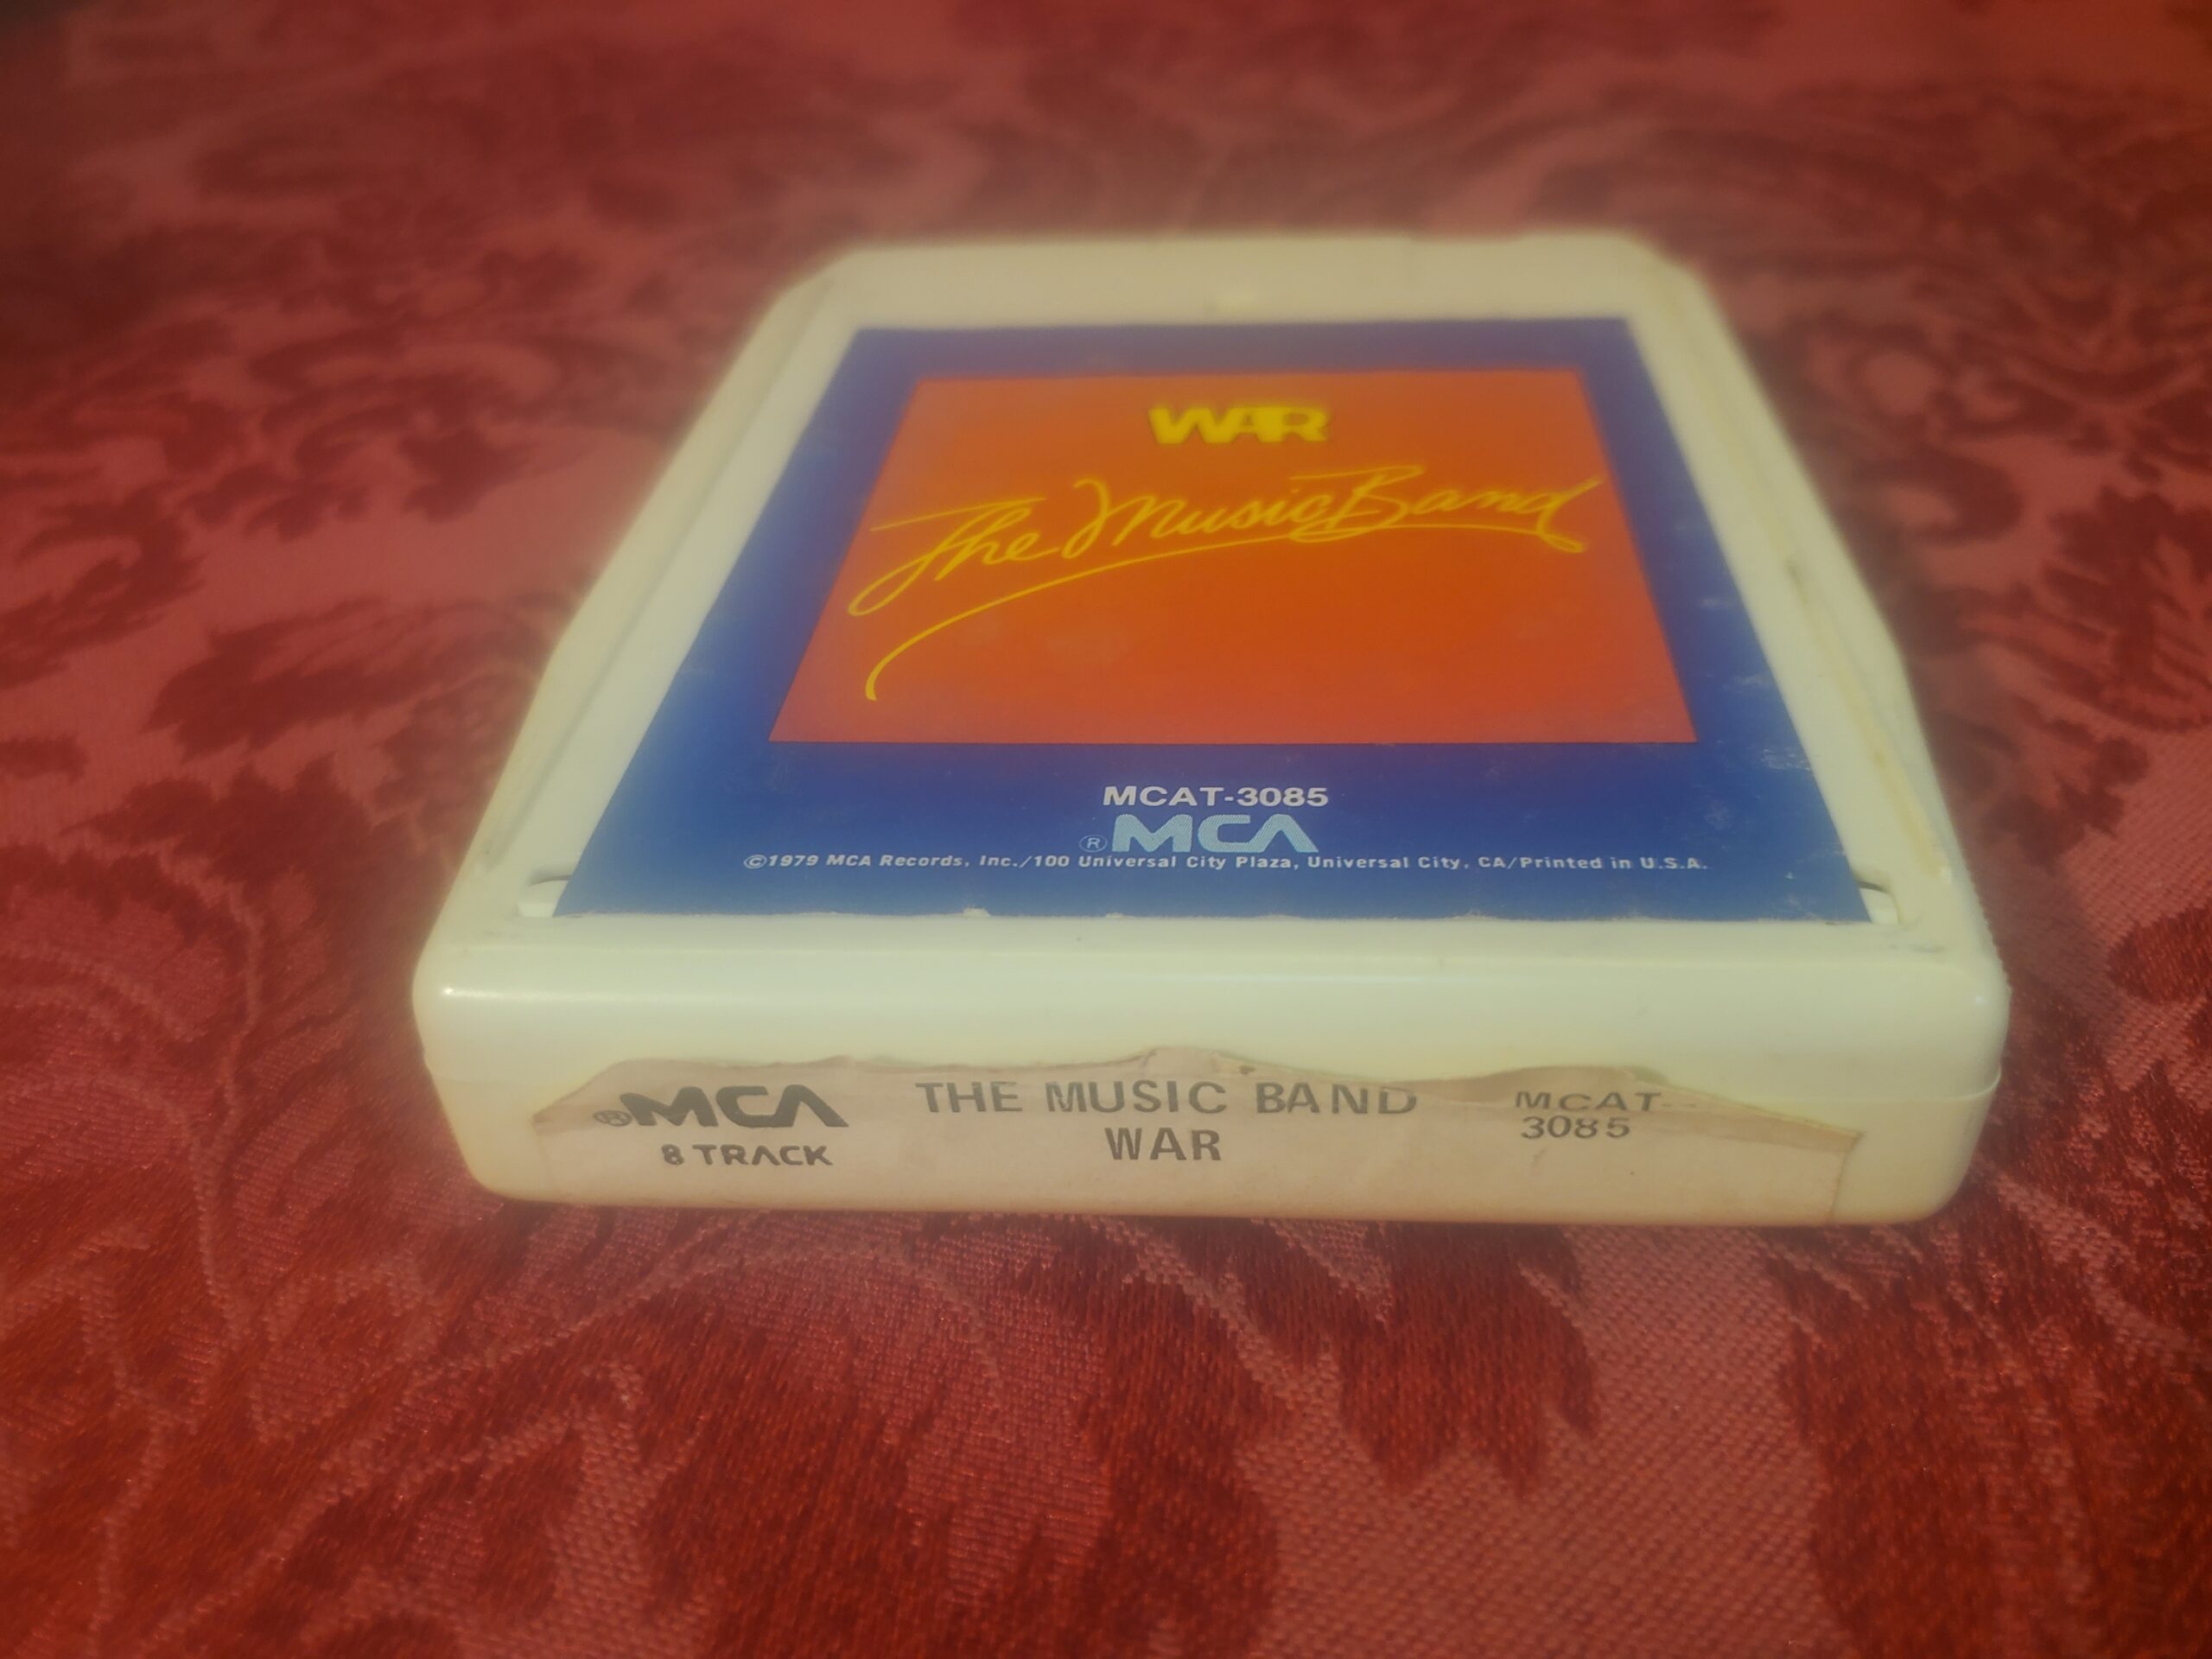 WAR
The Music Band
MCAT-3085
® MCA
©1979 MCA Records, Inc./100 Universal City Plaza, Universal City, CA/Printed in U.S.A.
® MCA
8 TRACK
THE MUSIC BAND
WAR
MCAT-
3085